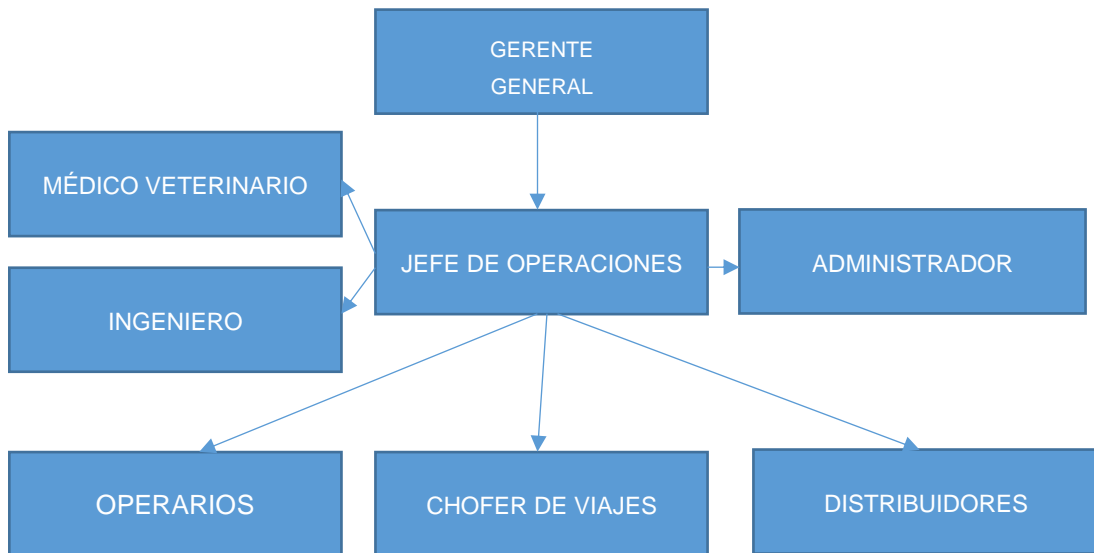 GERENTE
GENERAL
MÉDICO VETERINARIO
JEFE DE OPERACIONES
ADMINISTRADOR
INGENIERO
OPERARIOS
CHOFER DE VIAJES
DISTRIBUIDORES